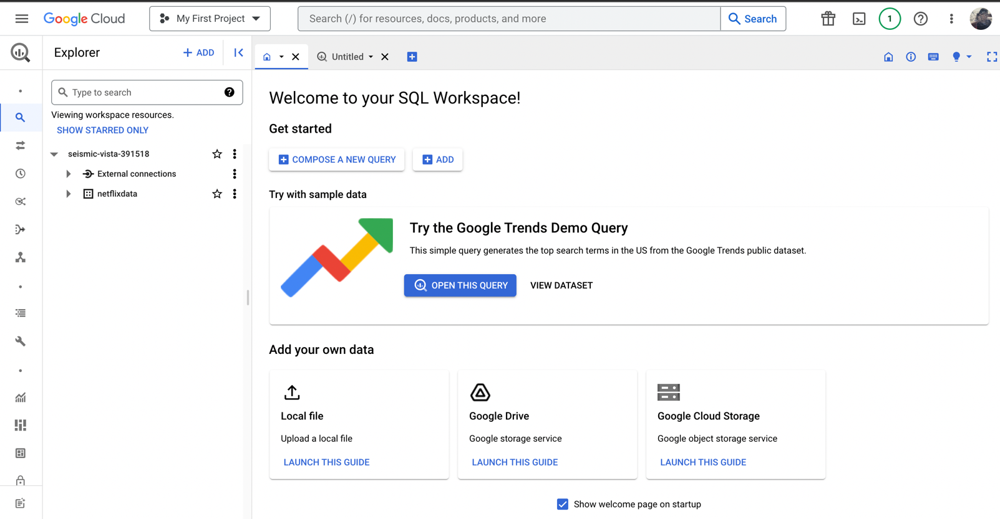 Google Cloud
My First Project
Search (/) for resources, docs, products, and more
Search
1
Explorer
ADD
Untitled
Type to search
Viewing workspace resources.
SHOW STARRED ONLY
seismic-vista-391518
External connections
netflixdata
Welcome to your SQL Workspace!
Get started
COMPOSE A NEW QUERY
ADD
Try with sample data
Try the Google Trends Demo Query
This simple query generates the top search terms in the US from the Google Trends public dataset.
OPEN THIS QUERY
VIEW DATASET
Add your own data
Local file
Upload a local file
LAUNCH THIS GUIDE
Google Drive
Google storage service
LAUNCH THIS GUIDE
Google Cloud Storage
Google object storage service
LAUNCH THIS GUIDE
Show welcome page on startup